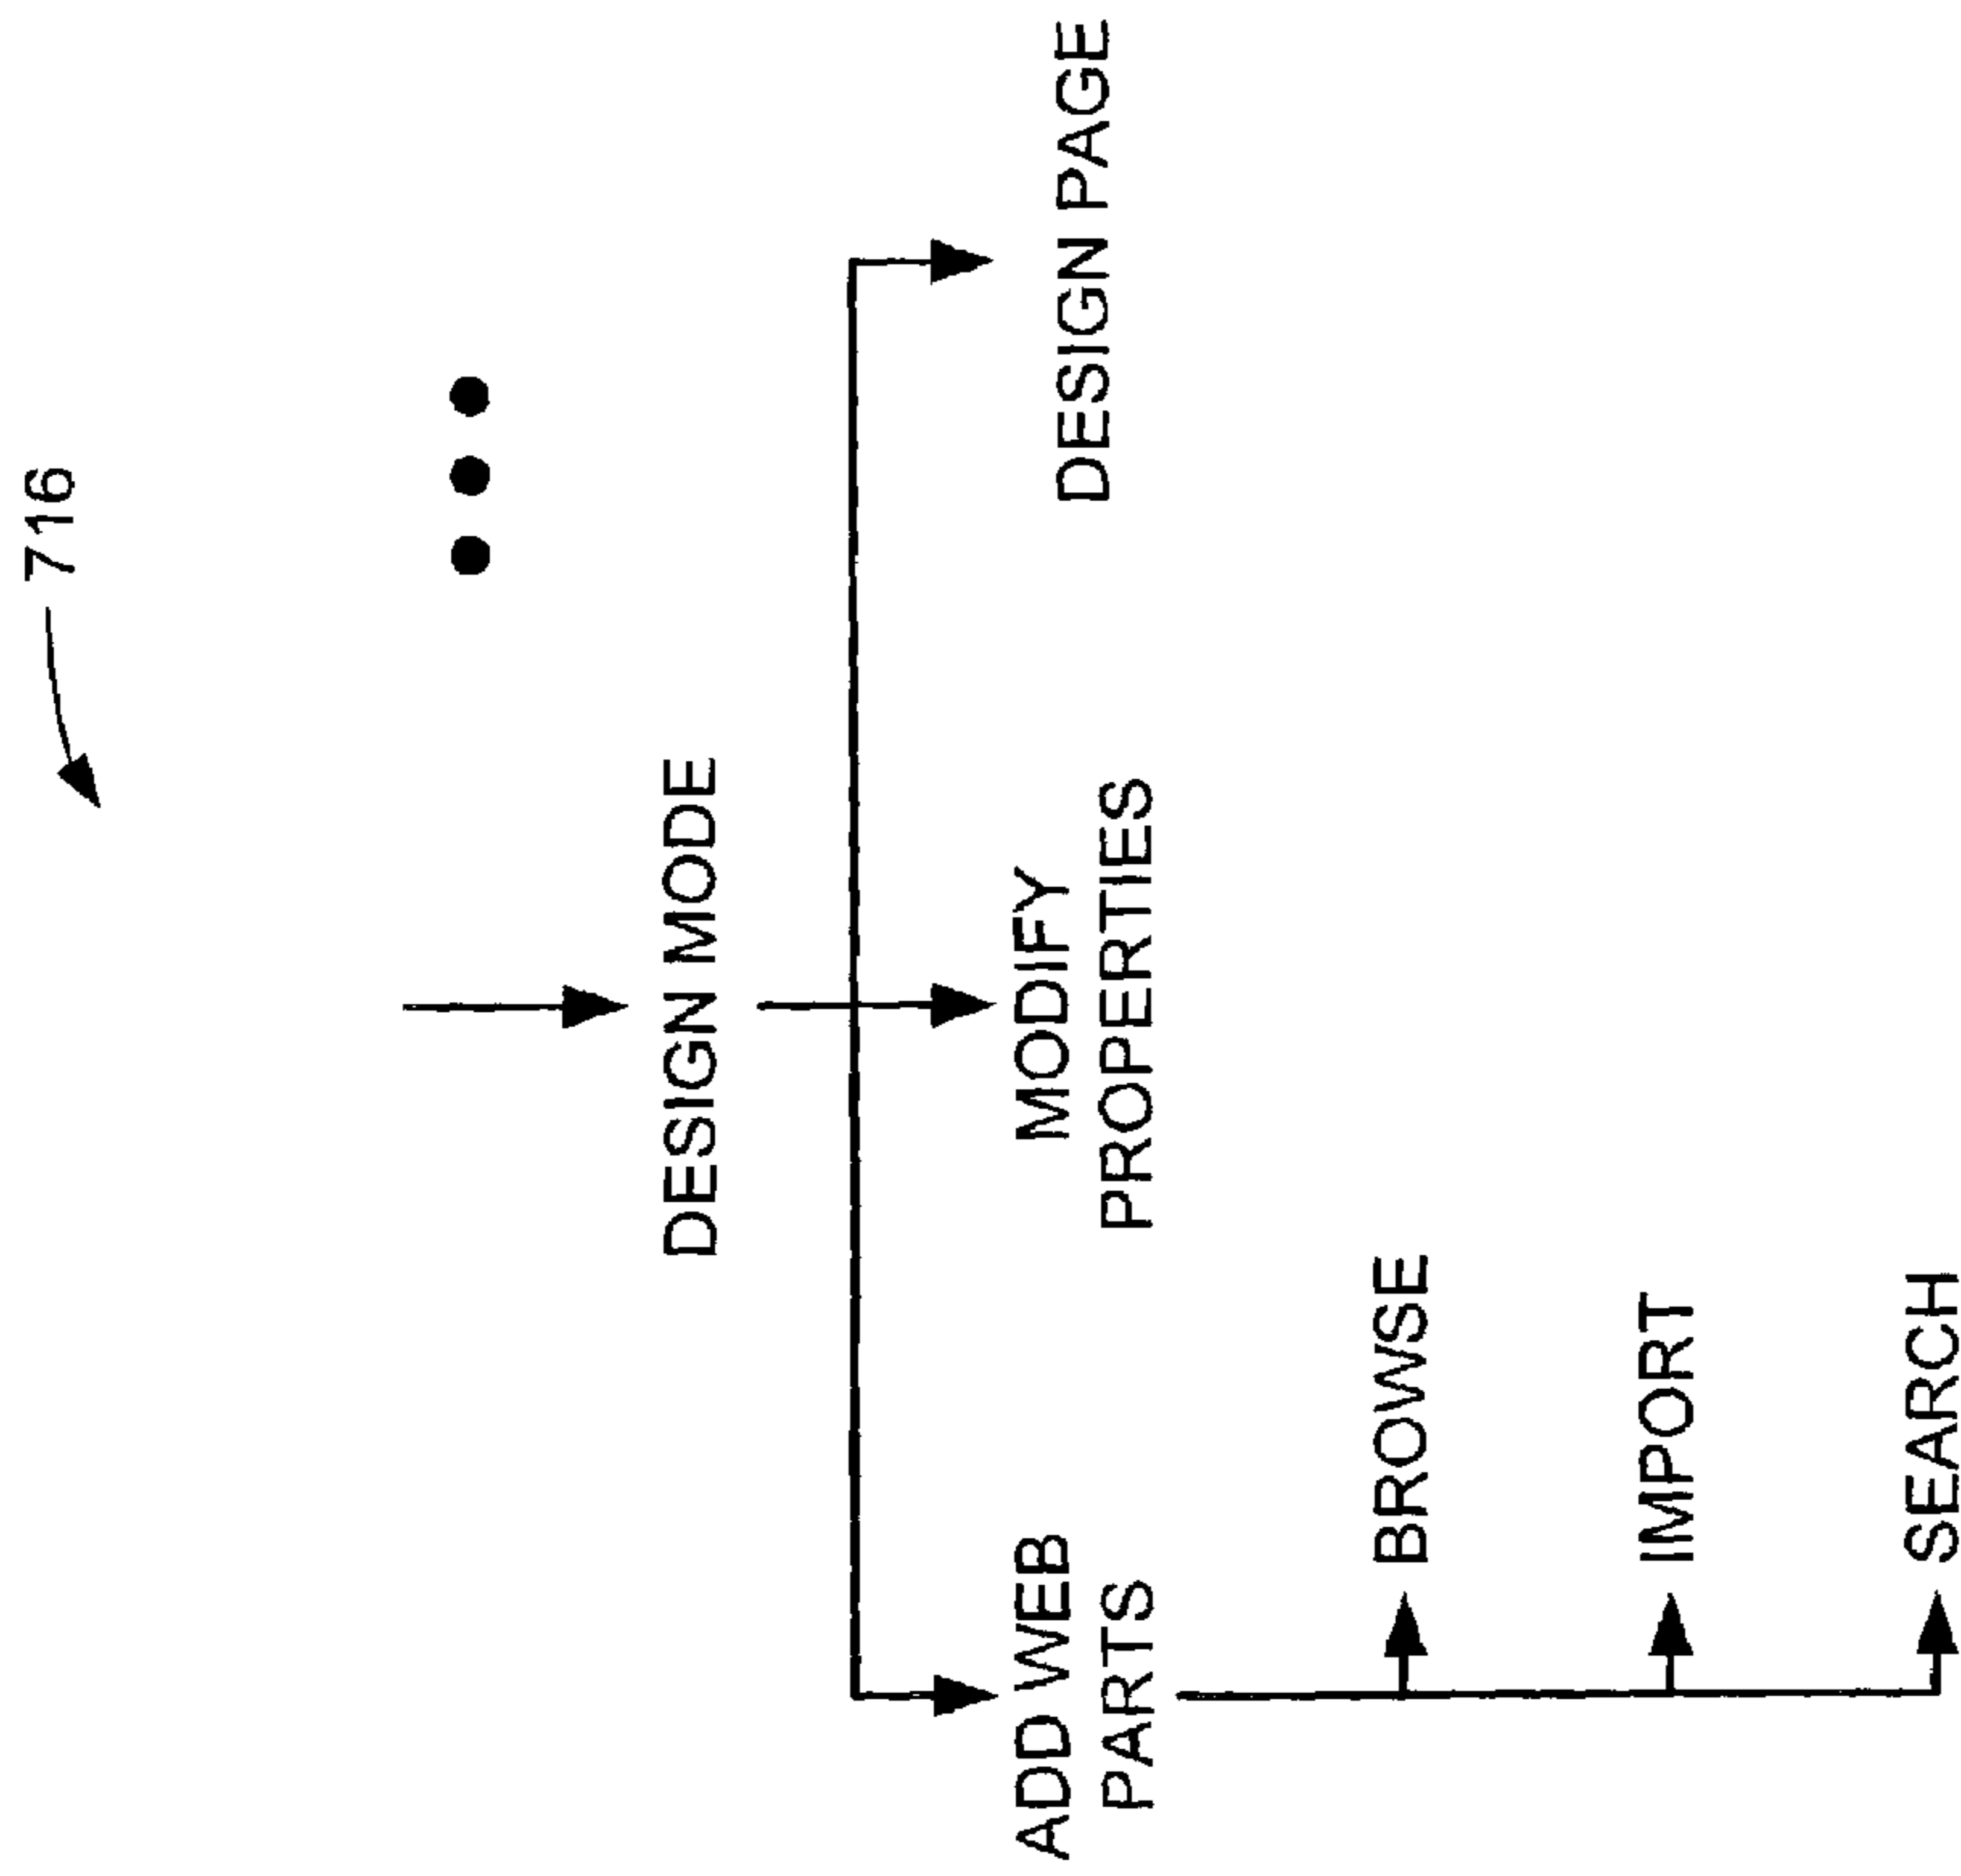 716
DESIGN MODE
ADD WEB
PARTS
MODIFY
PROPERTIES
DESIGN PAGE
BROWSE
IMPORT
SEARCH